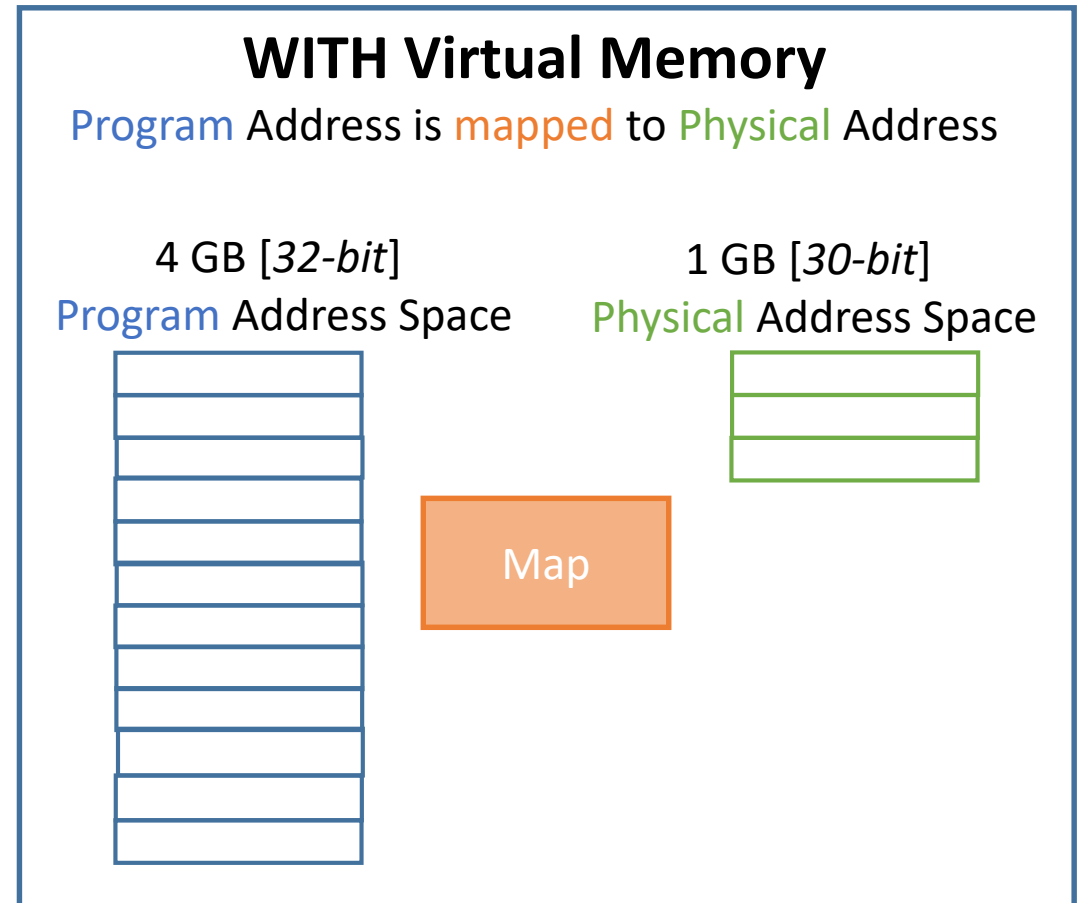 WITH Virtual Memory
Program Address is mapped to Physical Address
4 GB [32-bit]
Program Address Space
1 GB [30-bit]
Physical Address Space
Map